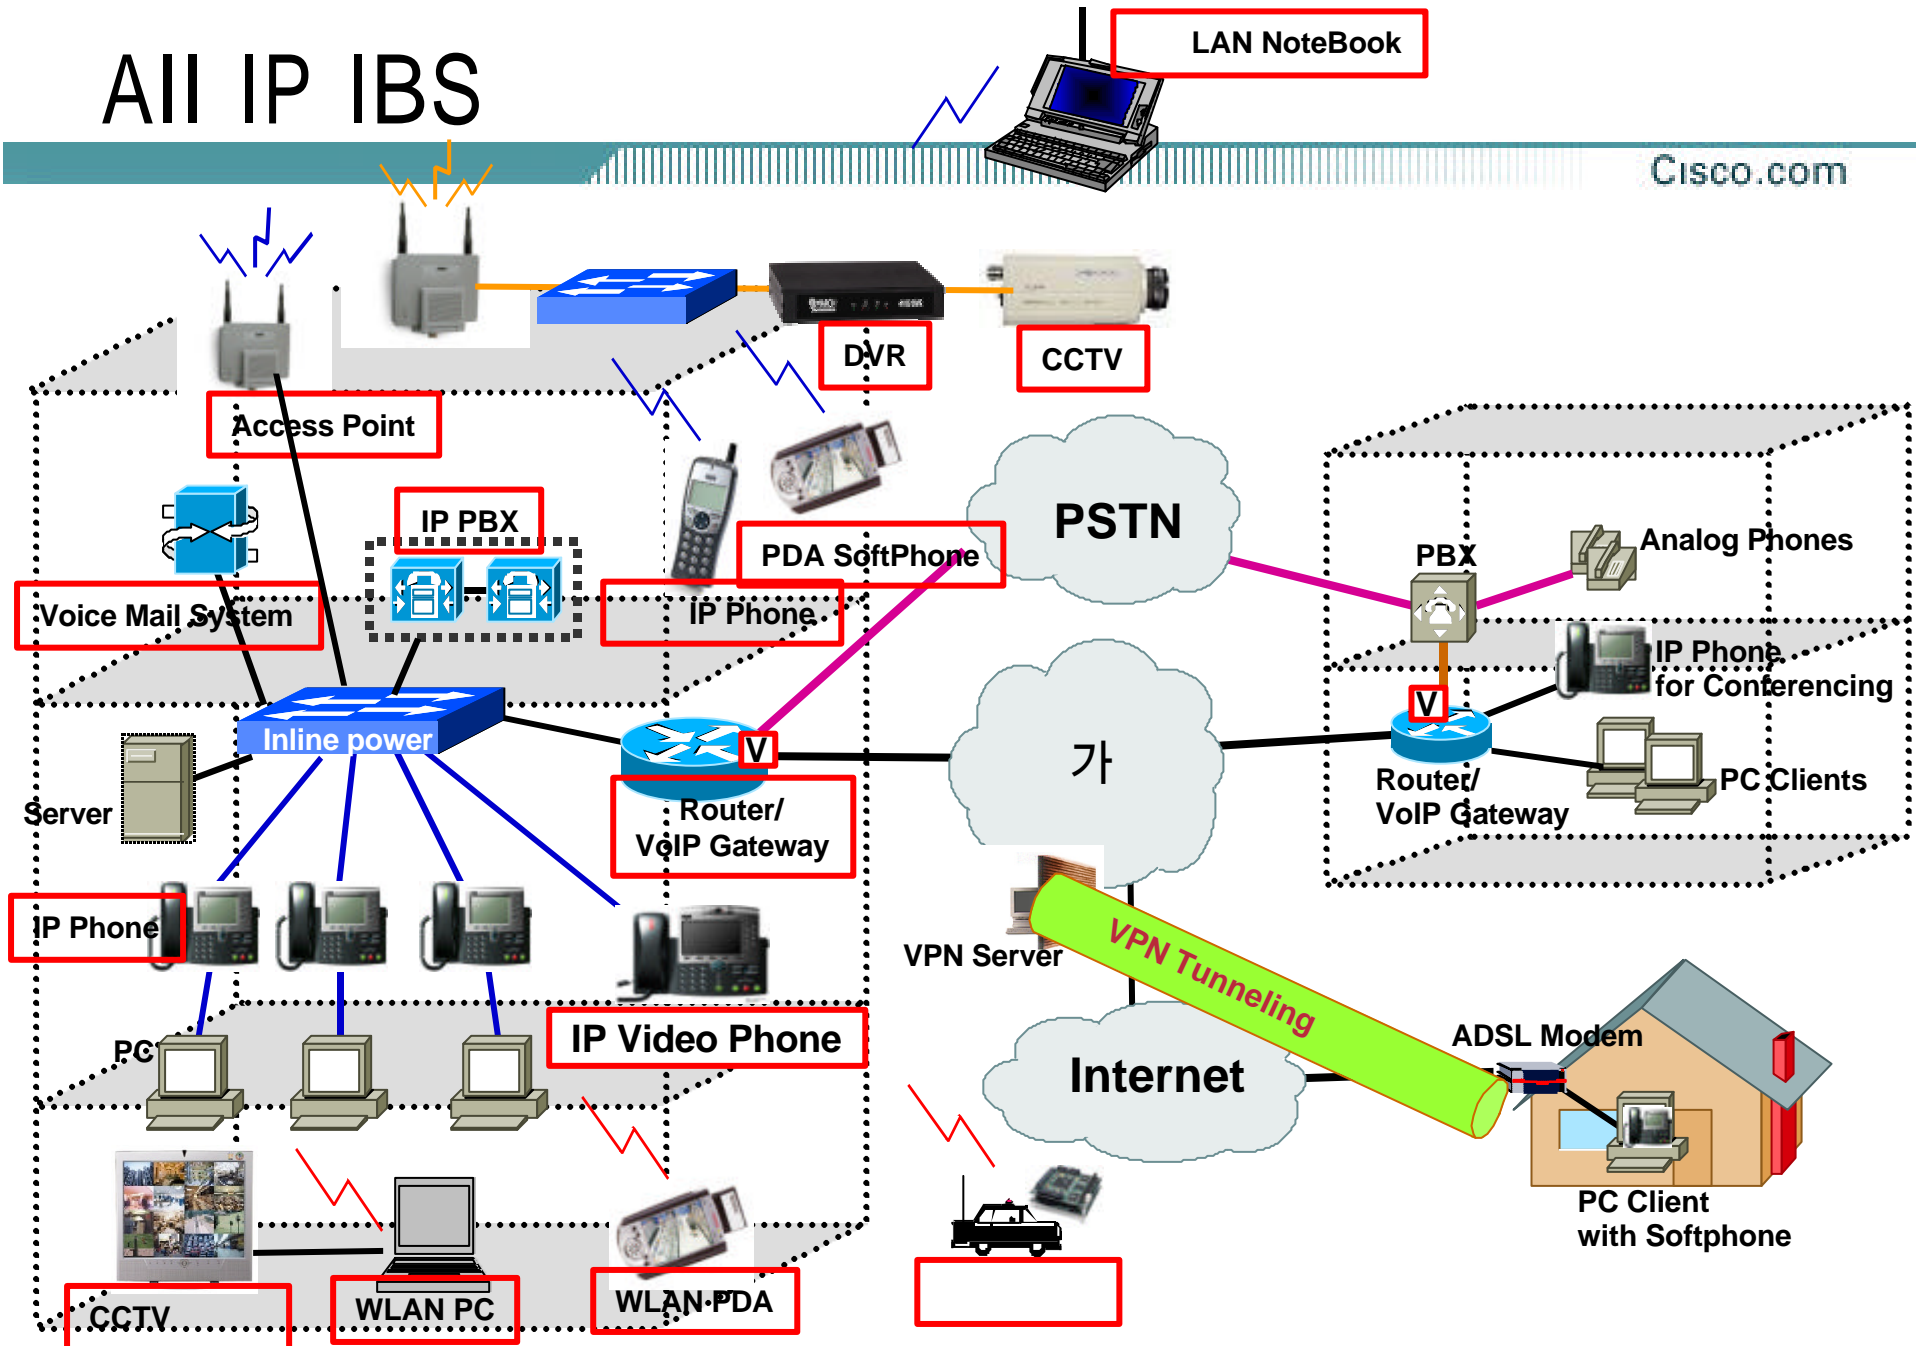 LAN NoteBook
All IP IBS
Cisco.com
DVR
CCTV
Access Point
IP PBX
PSTN
PDA SoftPhone
PBX
Analog Phones
Voice Mail System
IP Phone
IP Phone
for Conferencing
V
Inline power
V
가
Router/
VoIP Gateway
PC Clients
Server
Router/
VoIP Gateway
IP Phone
VPN Server
VPN Tunneling
IP Video Phone
PC
ADSL Modem
Internet
PC Client
with Softphone
CCTV
WLAN PC
WLAN PDA